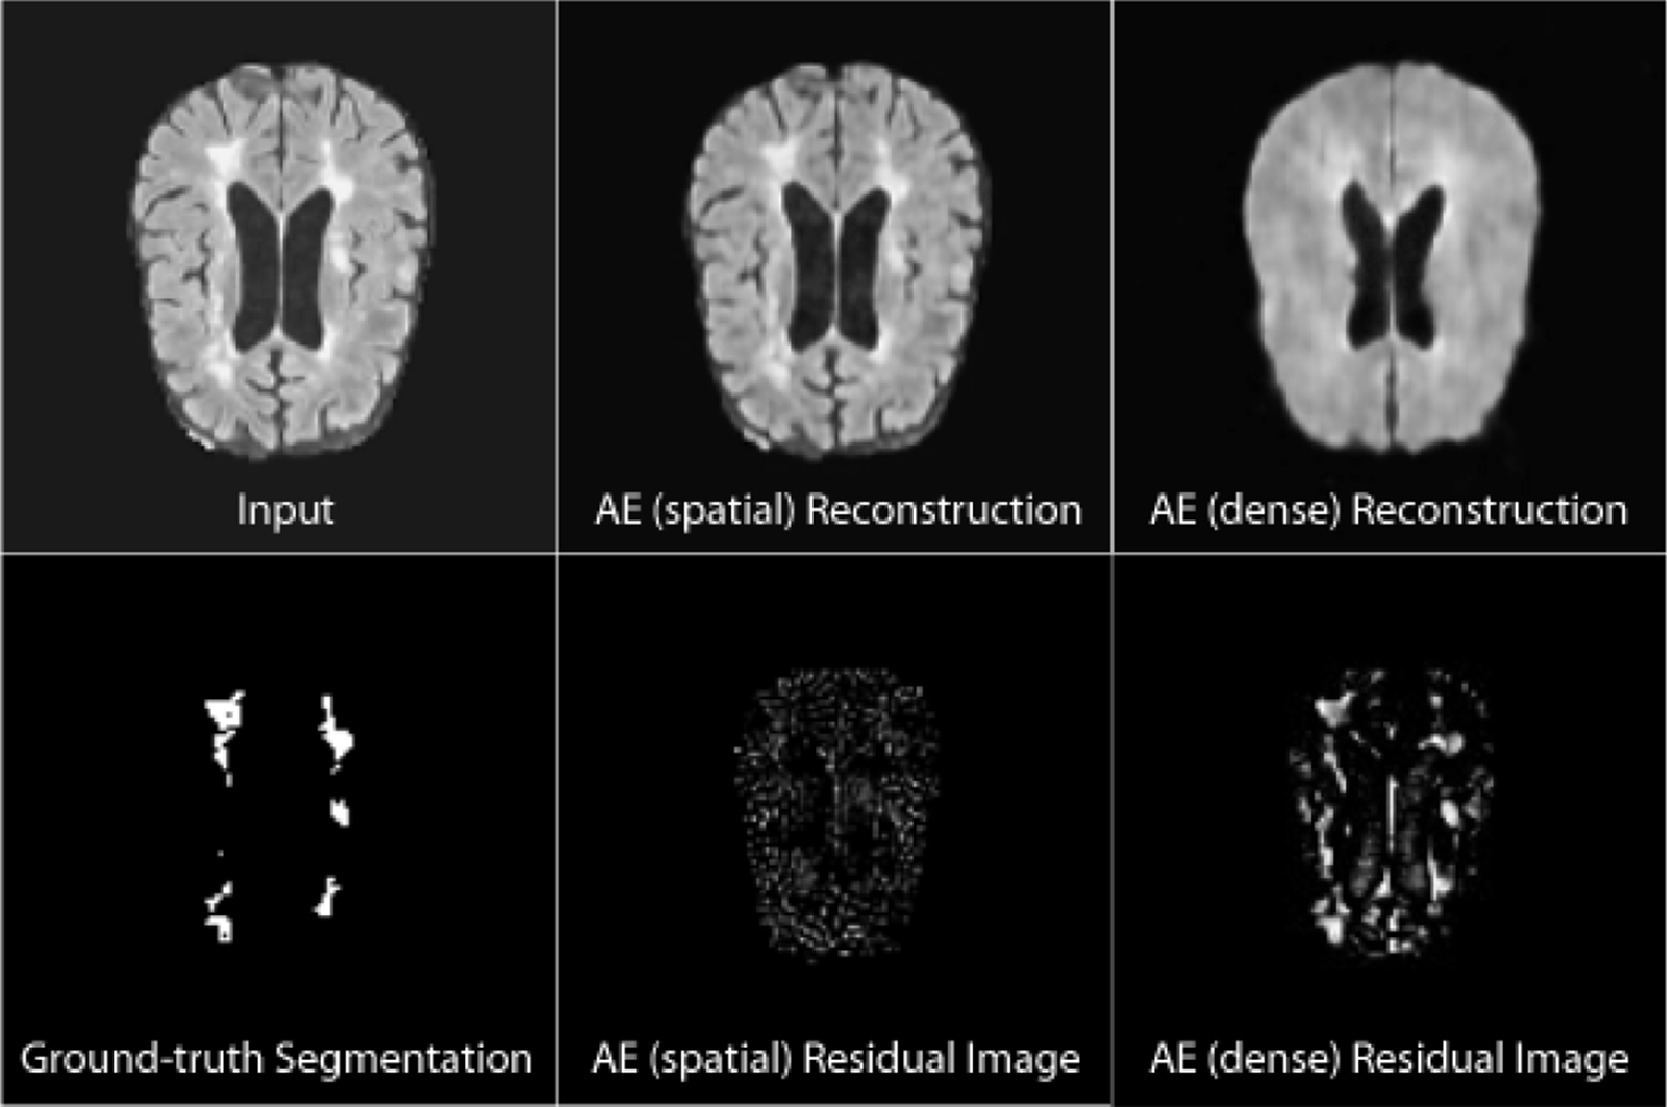 Input
AE (spatial) Reconstruction
AE (dense) Reconstruction
Ground-truth Segmentation
AE (spatial) Residual Image
AE (dense) Residual Image